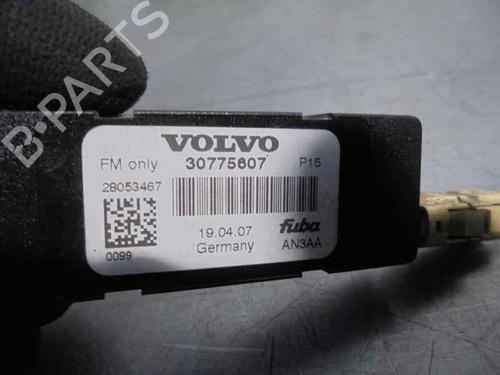 B-PARTS
VOLVO
FM only 30775607 P15
28053467
19.04.07 fuba
0099 Germany AN3AA